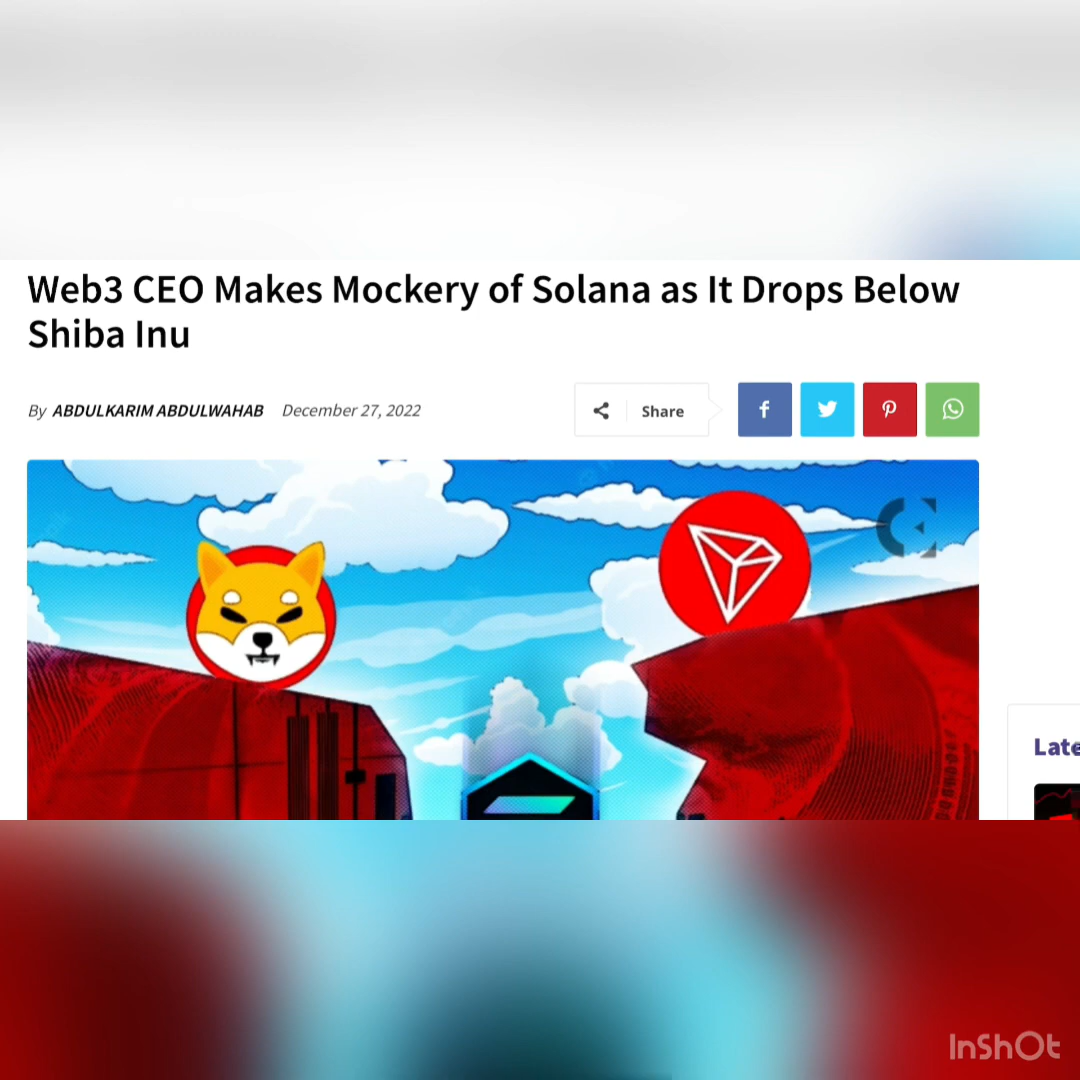 Web3 CEO Makes Mockery of Solana as It Drops Below
Shiba Inu
By ABDULKARIM ABDULWAHAB December 27, 2022
Share
InShOt